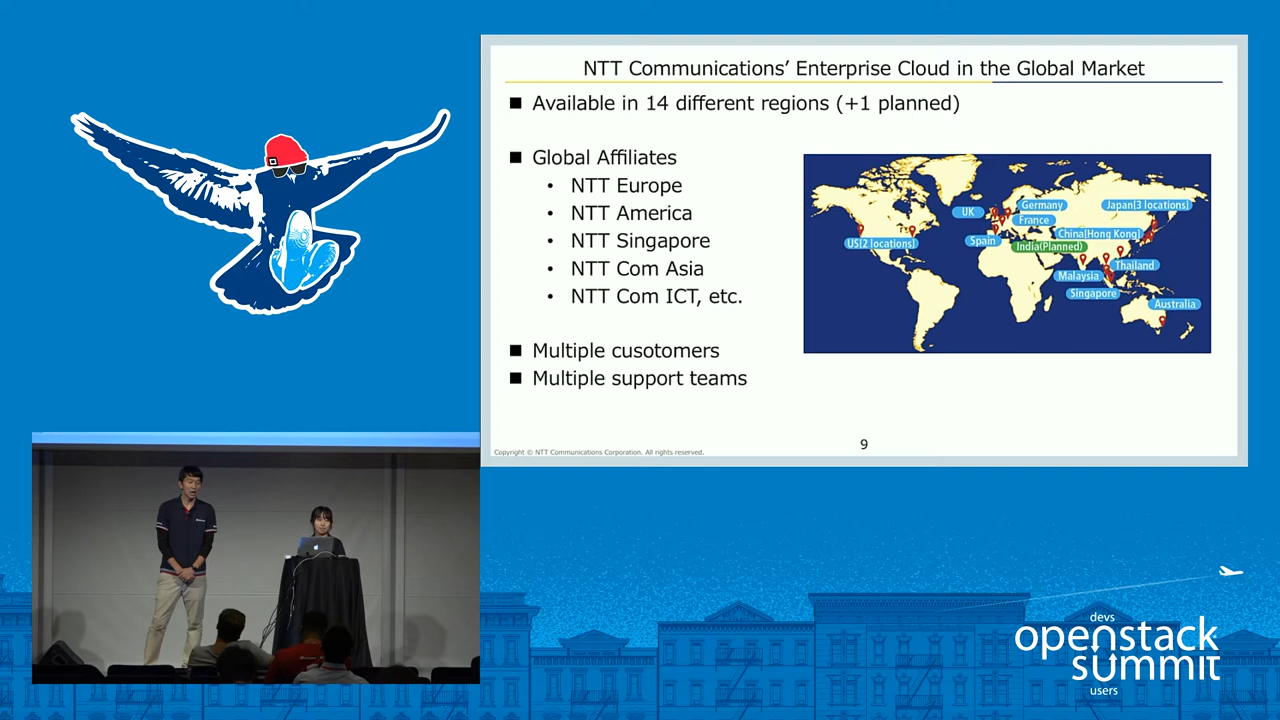 NTT Communications’ Enterprise Cloud in the Global Market
■ Available in 14 different regions (+1 planned)
■ Global Affiliates
• NTT Europe
• NTT America
• NTT Singapore
• NTT Com Asia
• NTT Com ICT, etc.
■ Multiple cusotomers
■ Multiple support teams
UK
Germany
France
Japan[3 locations]
US[2 locations]
Spain
China[Hong Kong]
India(Planned)
Malaysia
Thailand
Singapore
Australia
Copyright © NTT Communications Corporation. All rights reserved.
9
devs
openstack
summit
users